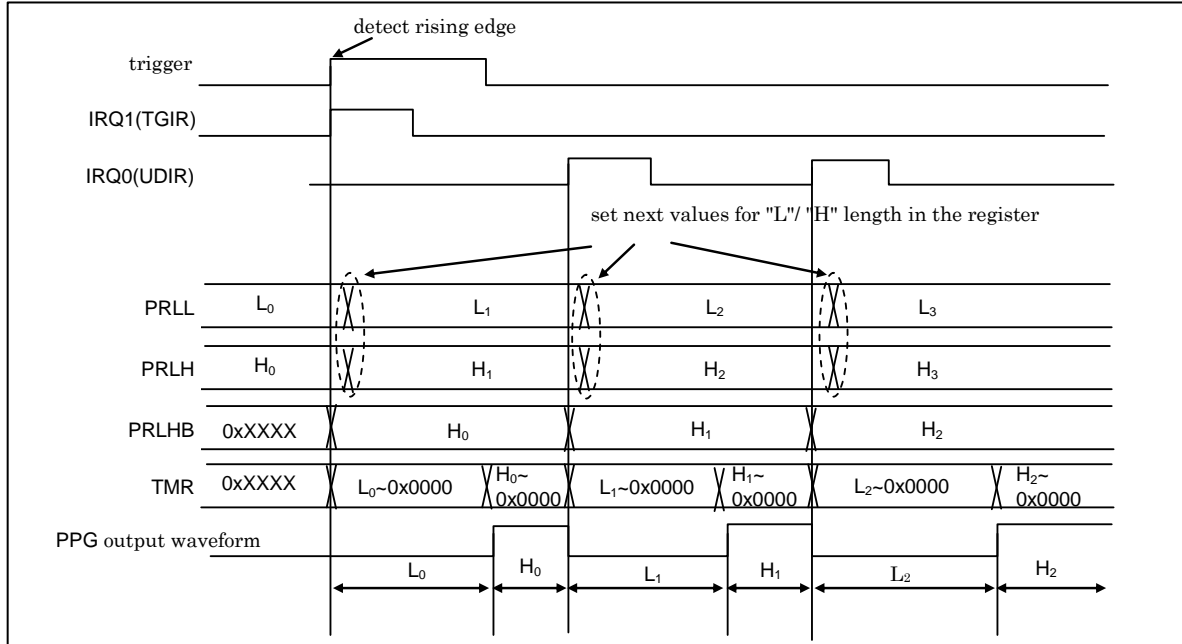 detect rising edge
trigger
IRQ1(TGIR)
IRQ0(UDIR)
set next values for "L"/ "H" length in the register
PRLL L₀ L₁ L₂ L₃
PRLH H₀ H₁ H₂ H₃
PRLHB 0xXXXX H₀ H₁ H₂
TMR 0xXXXX L₀~0x0000 H₀~ 0x0000 L₁~0x0000 H₁~ 0x0000 L₂~0x0000 H₂~ 0x0000
PPG output waveform
L₀ H₀ L₁ H₁ L₂ H₂